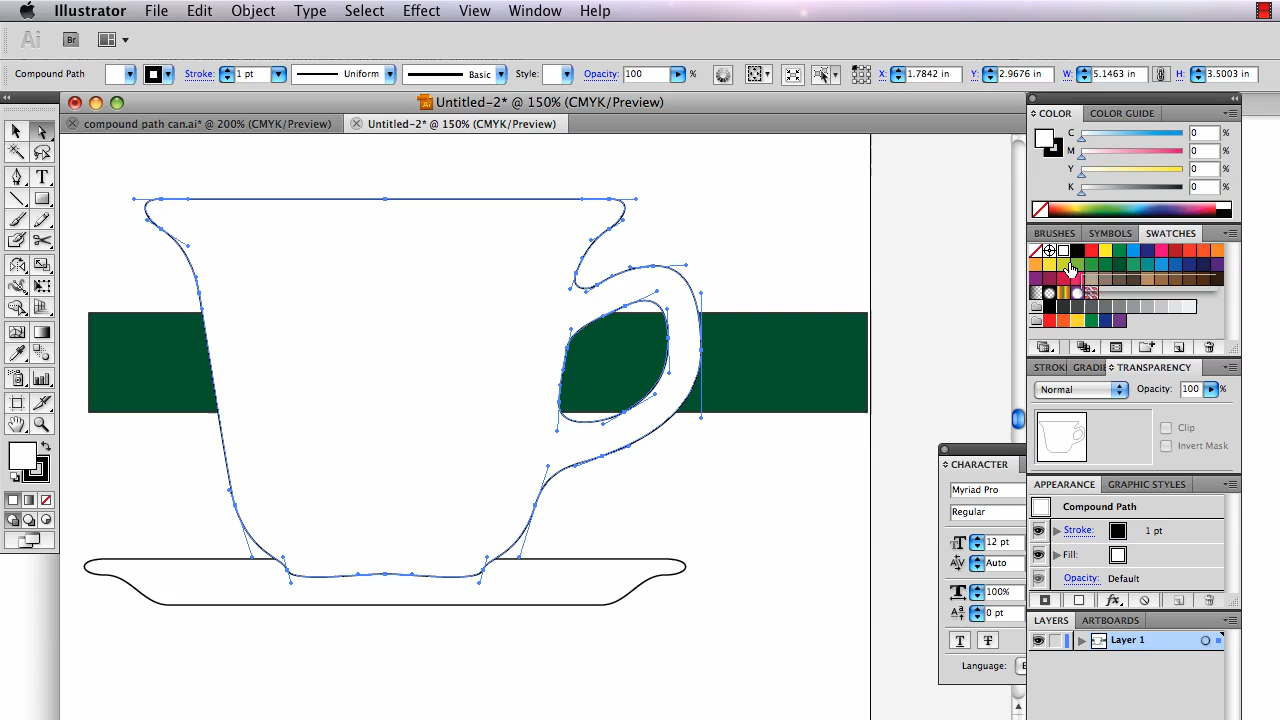 Illustrator File Edit Object Type Select Effect View Window Help
Ai Br
Compound Path Stroke: 1 pt Uniform Basic Style: Opacity: 100 X: 1.7842 in Y: 2.9676 in W: 5.1463 in H: 3.5003 in
Untitled-2* @ 150% (CMYK/Preview)
compound path can.ai* @ 200% (CMYK/Preview) Untitled-2* @ 150% (CMYK/Preview)
COLOR COLOR GUIDE
C 0 %
M 0 %
Y 0 %
K 0 %
BRUSHES SYMBOLS SWATCHES
STROK GRADIE TRANSPARENCY
Normal Opacity: 100 %
Clip
Invert Mask
CHARACTER
Myriad Pro
Regular
12 pt
Auto
100%
0 pt
T T
Language: E
APPEARANCE GRAPHIC STYLES
Compound Path
Stroke: 1 pt
Fill:
Opacity: Default
fx
LAYERS ARTBOARDS
Layer 1